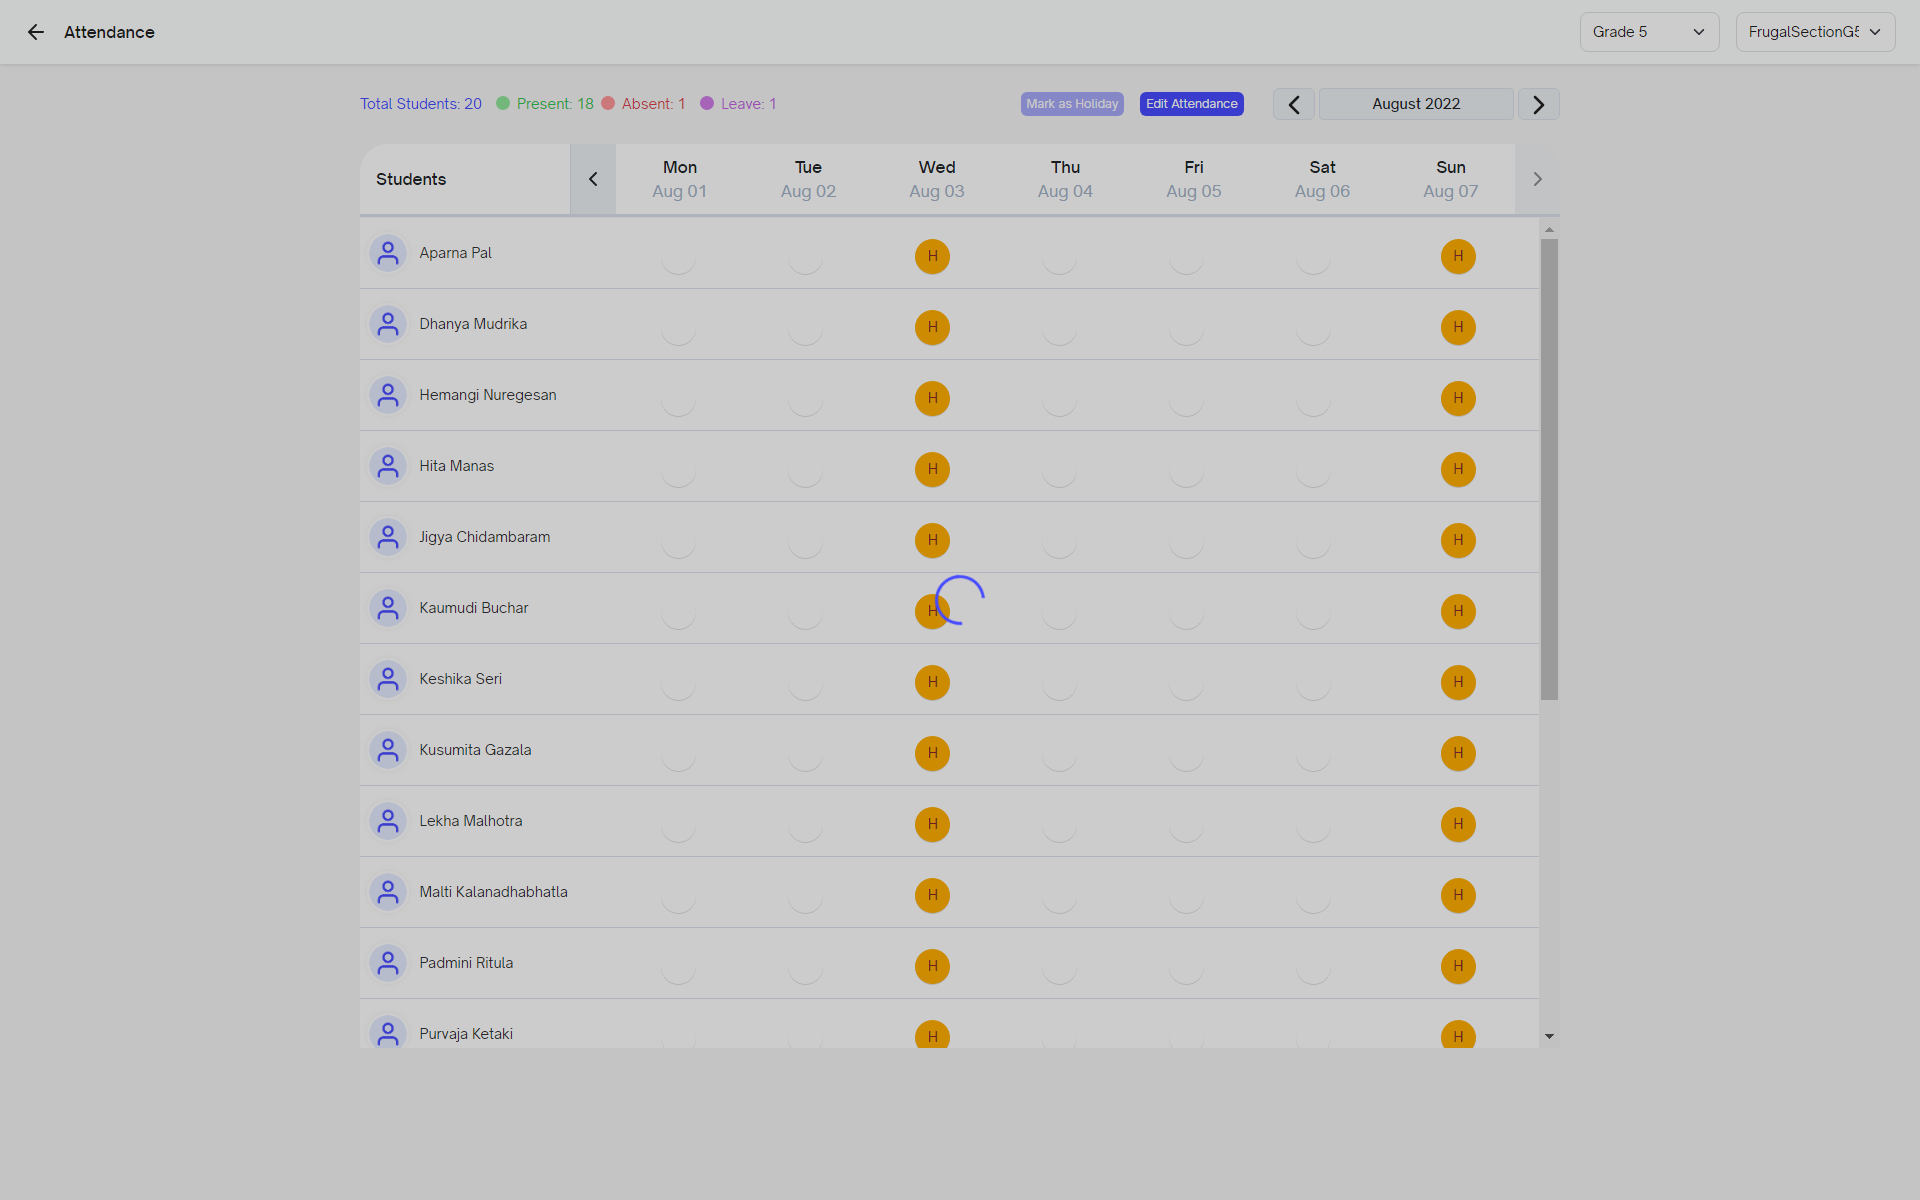 Attendance
Grade 5
FrugalSectionG5
Total Students: 20 Present: 18 Absent: 1 Leave: 1
Mark as Holiday
Edit Attendance
August 2022
Students
Mon Tue Wed Thu Fri Sat Sun
Aug 01 Aug 02 Aug 03 Aug 04 Aug 05 Aug 06 Aug 07
Aparna Pal H H
Dhanya Mudrika H H
Hemangi Nuregesan H H
Hita Manas H H
Jigya Chidambaram H H
Kaumudi Buchar H H
Keshika Seri H H
Kusumita Gazala H H
Lekha Malhotra H H
Malti Kalanadhabhatla H H
Padmini Ritula H H
Purvaja Ketaki H H